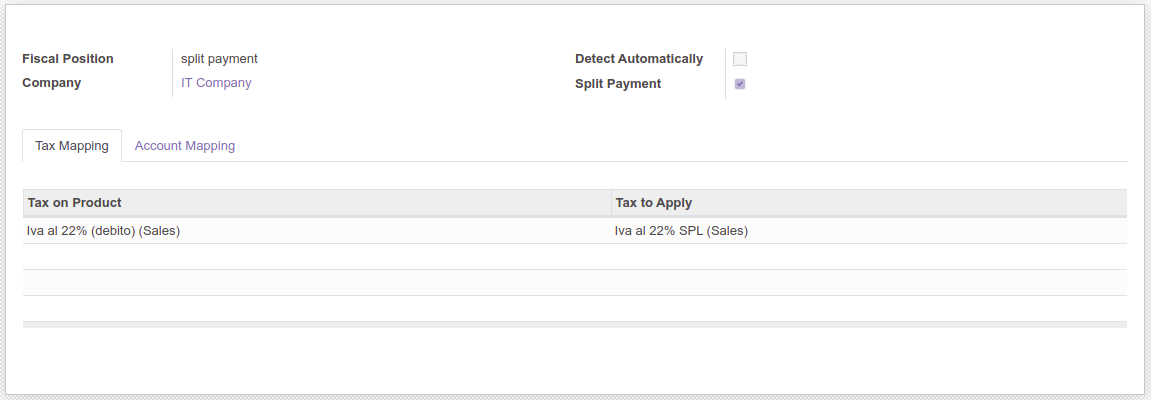 Fiscal Position split payment Detect Automatically
Company IT Company Split Payment
Tax Mapping Account Mapping
Tax on Product Tax to Apply
Iva al 22% (debito) (Sales) Iva al 22% SPL (Sales)